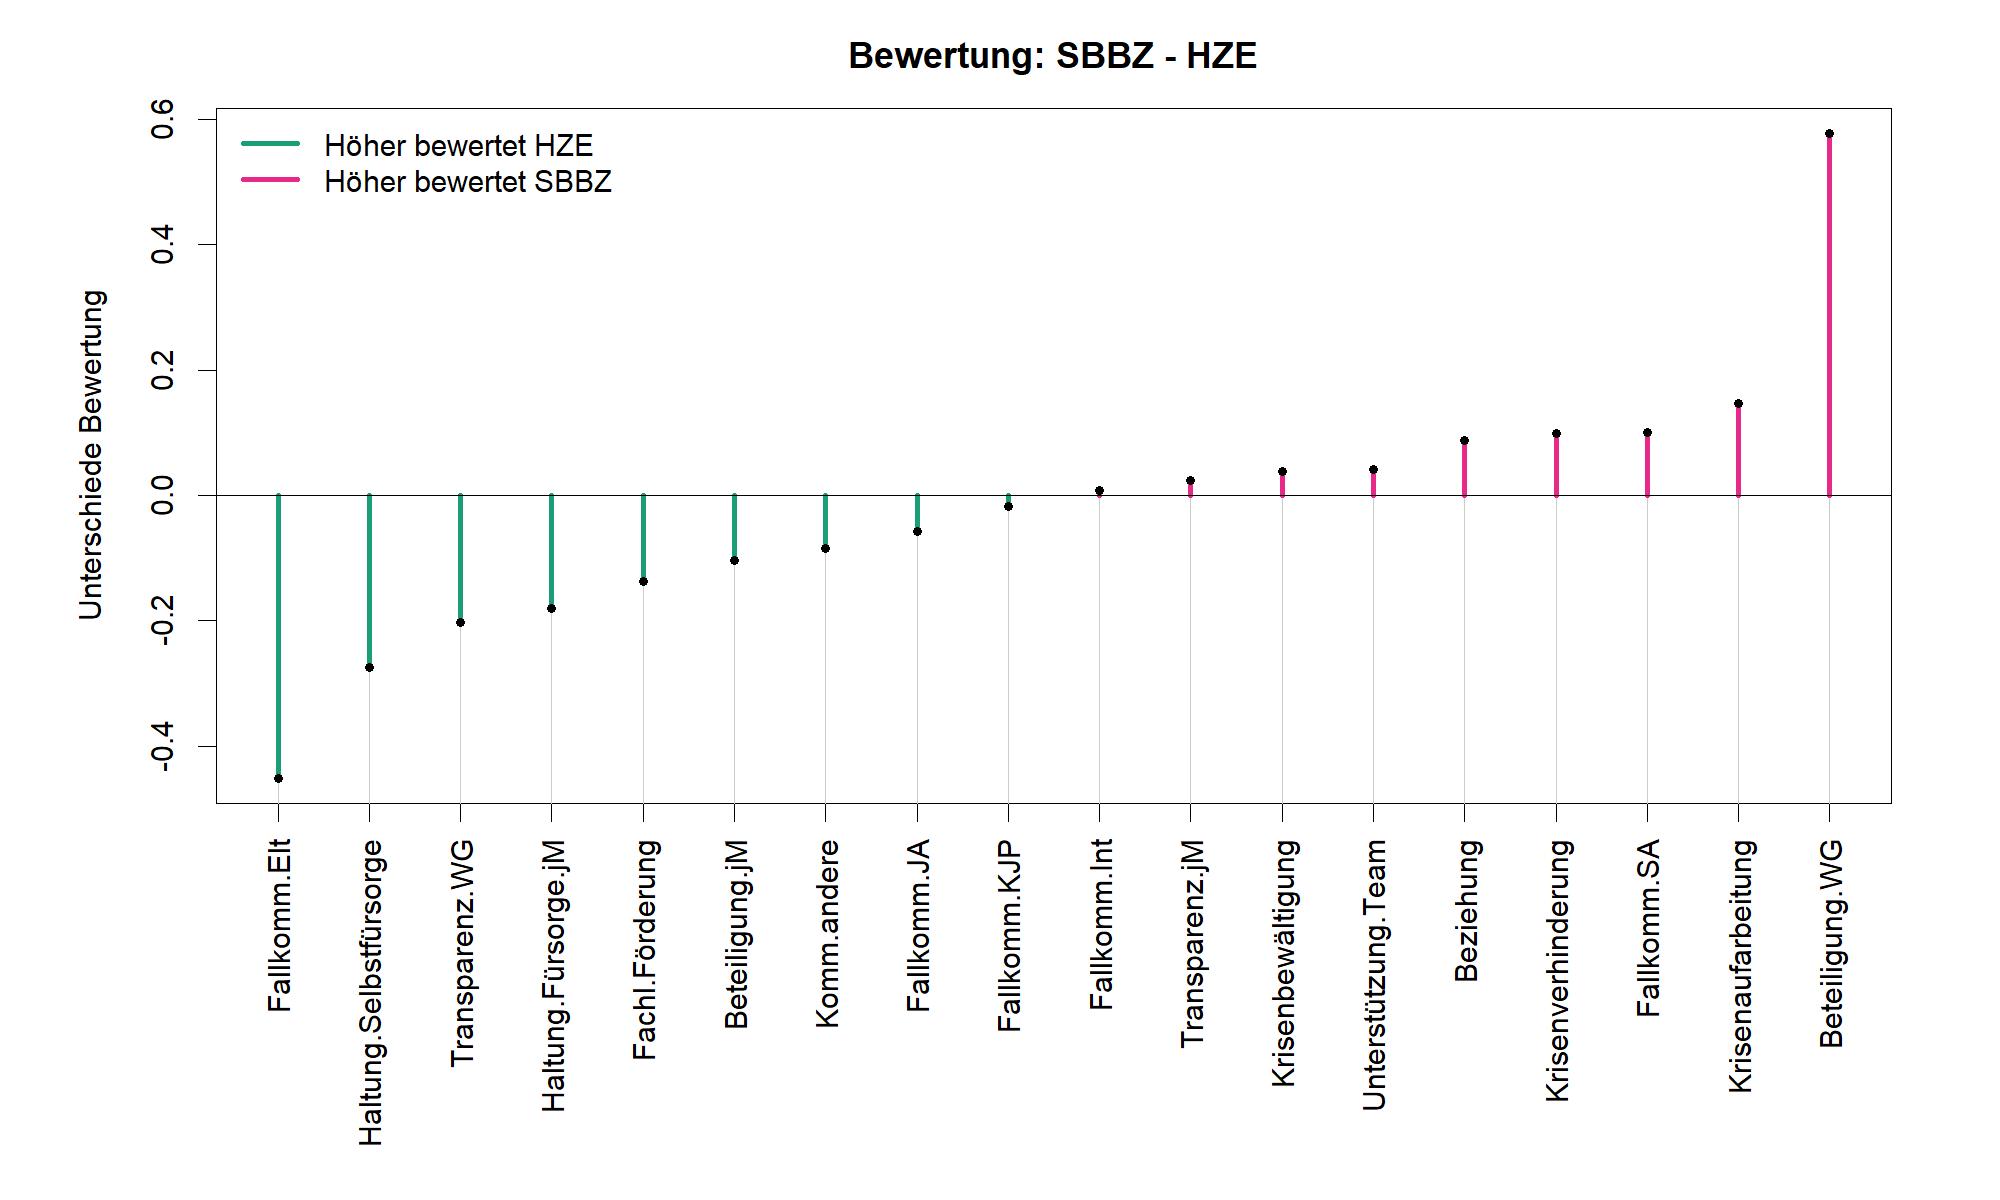 Bewertung: SBBZ - HZE
Höher bewertet HZE
Höher bewertet SBBZ
Unterschiede Bewertung
0.6
0.4
0.2
0.0
-0.2
-0.4
Fallkomm.Elt
Haltung.Selbstfürsorge
Transparenz.WG
Haltung.Fürsorge.jM
Fachl.Förderung
Beteiligung.jM
Komm.andere
Fallkomm.JA
Fallkomm.KJP
Fallkomm.Int
Transparenz.jM
Krisenbewältigung
Unterstützung.Team
Beziehung
Krisenverhinderung
Fallkomm.SA
Krisenaufarbeitung
Beteiligung.WG